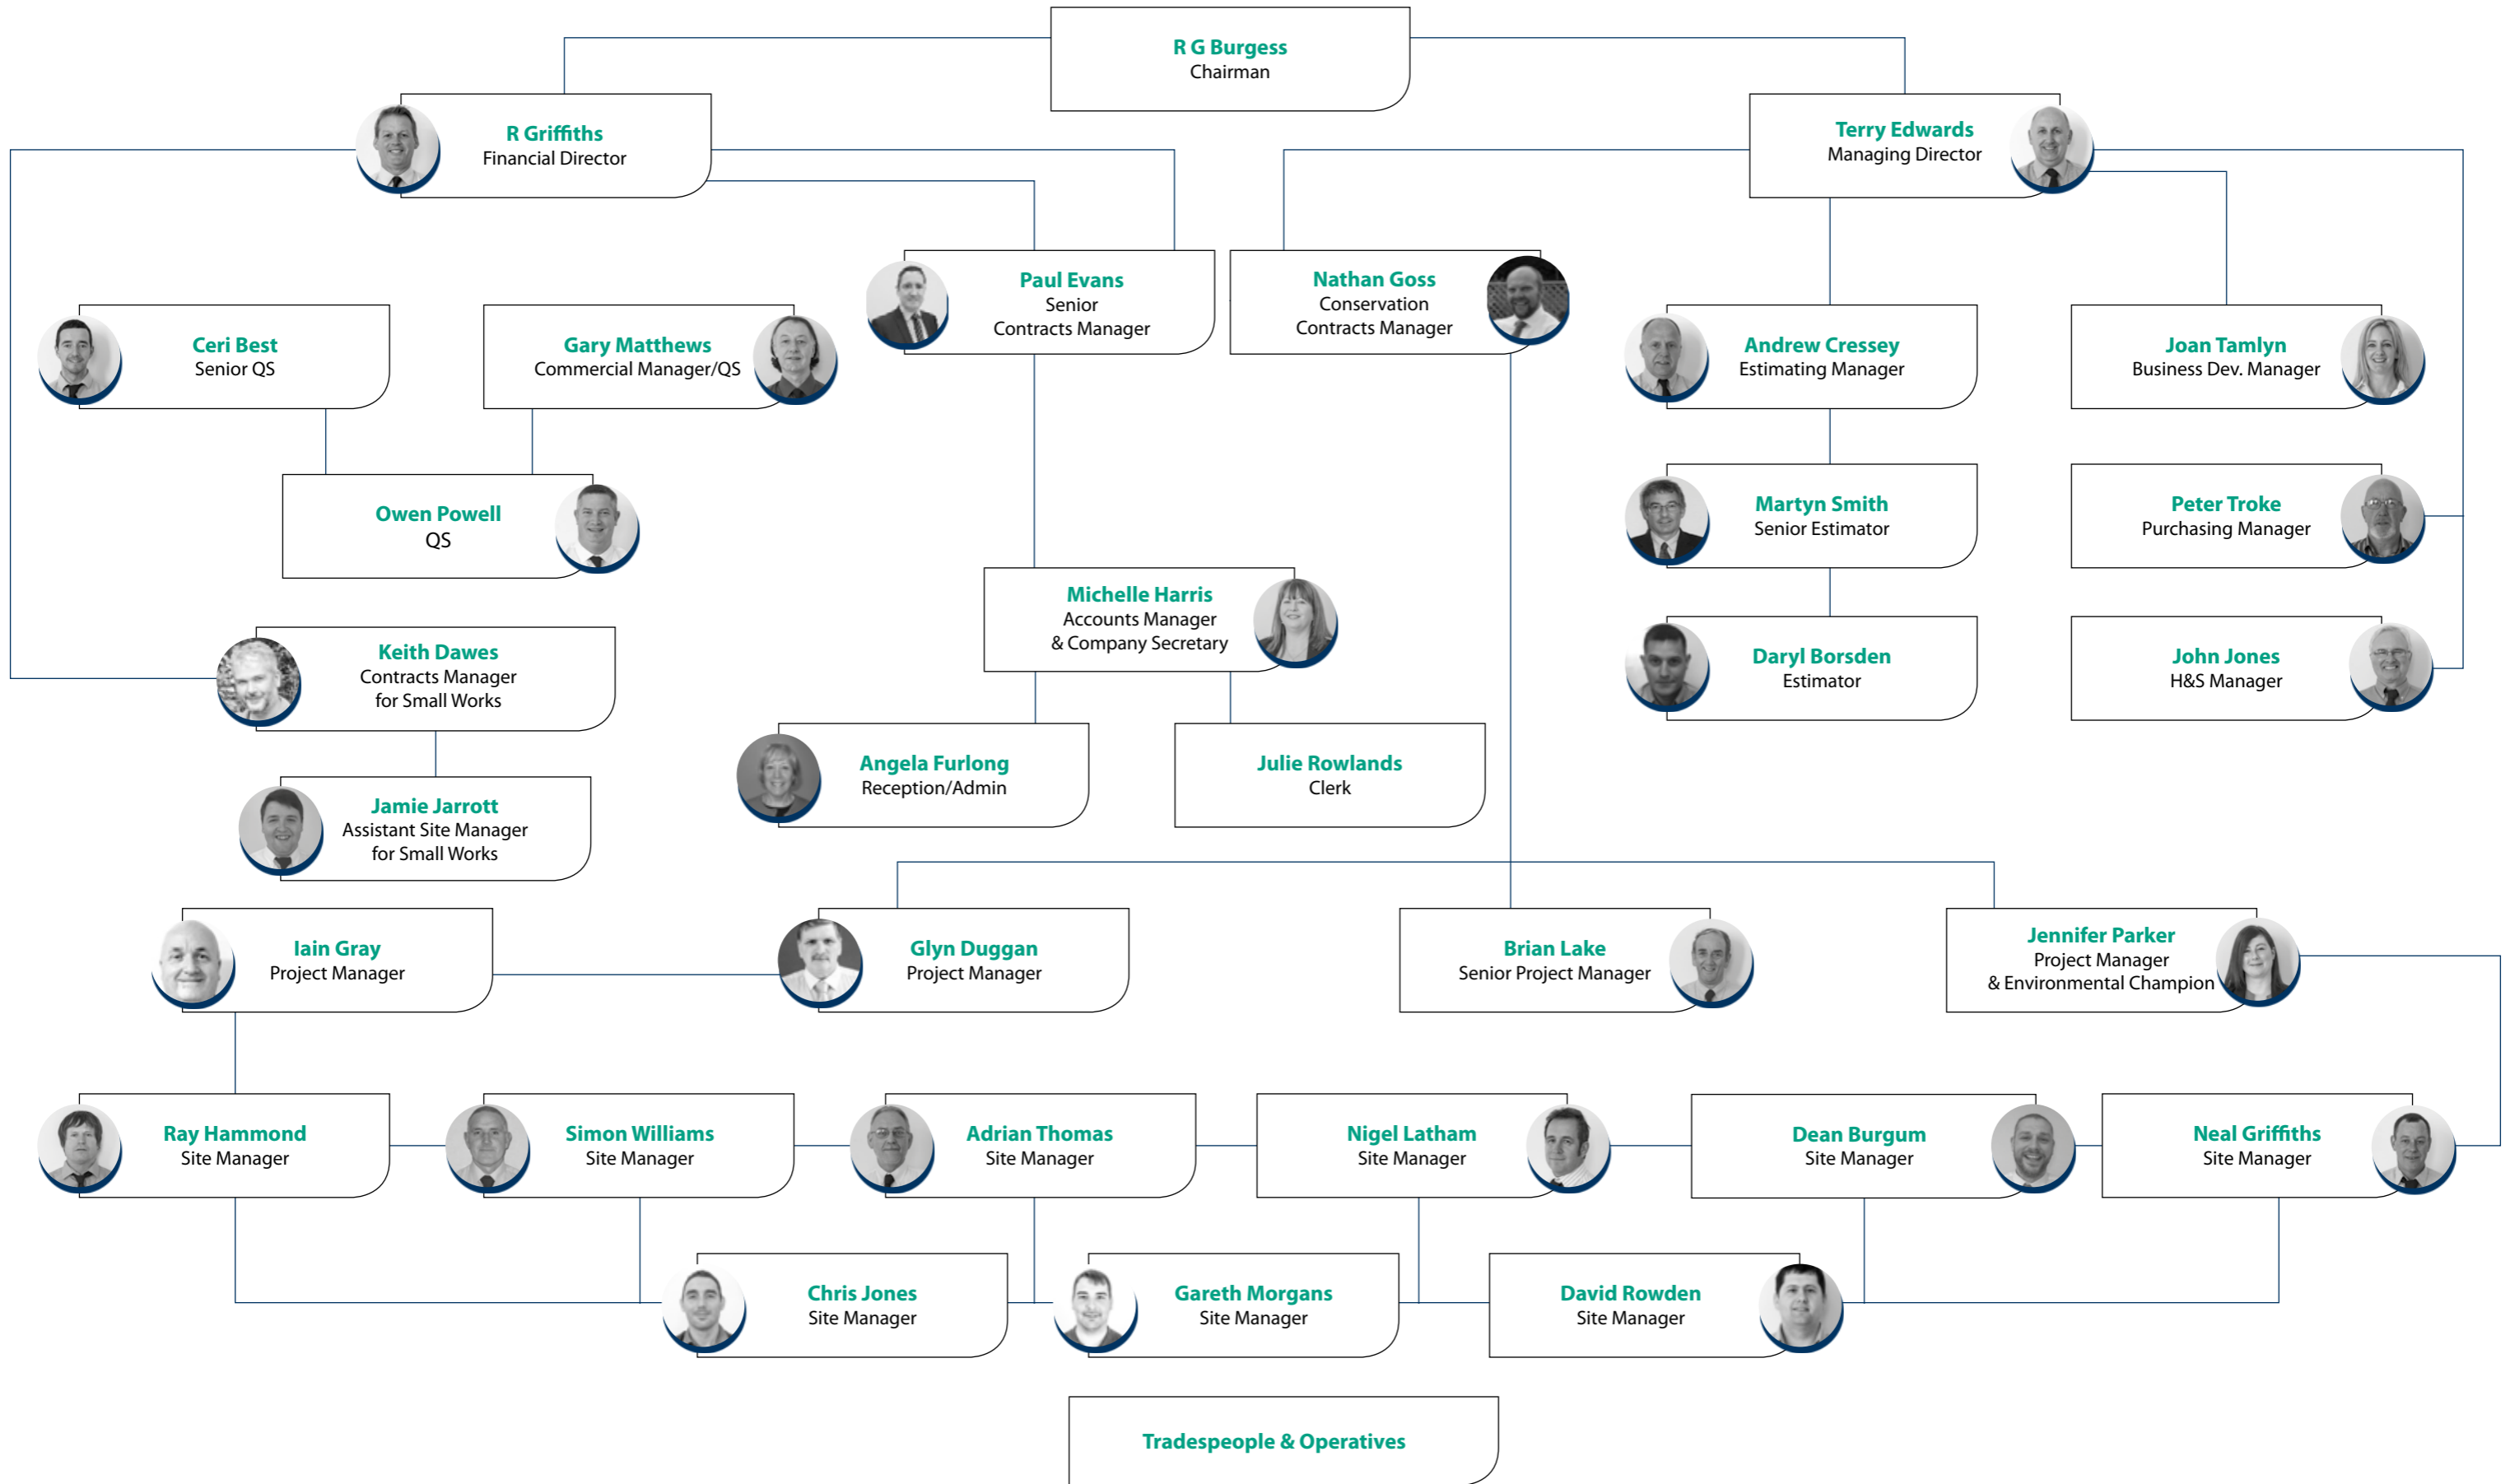 R G Burgess
Chairman
R Griffiths
Financial Director
Terry Edwards
Managing Director
Paul Evans
Senior
Contracts Manager
Nathan Goss
Conservation
Contracts Manager
Ceri Best
Senior QS
Gary Matthews
Commercial Manager/QS
Andrew Cressey
Estimating Manager
Joan Tamlyn
Business Dev. Manager
Owen Powell
QS
Martyn Smith
Senior Estimator
Peter Troke
Purchasing Manager
Michelle Harris
Accounts Manager
& Company Secretary
Keith Dawes
Contracts Manager
for Small Works
Daryl Borsden
Estimator
John Jones
H&S Manager
Angela Furlong
Reception/Admin
Julie Rowlands
Clerk
Jamie Jarrott
Assistant Site Manager
for Small Works
Iain Gray
Project Manager
Glyn Duggan
Project Manager
Brian Lake
Senior Project Manager
Jennifer Parker
Project Manager
& Environmental Champion
Ray Hammond
Site Manager
Simon Williams
Site Manager
Adrian Thomas
Site Manager
Nigel Latham
Site Manager
Dean Burgum
Site Manager
Neal Griffiths
Site Manager
Chris Jones
Site Manager
Gareth Morgans
Site Manager
David Rowden
Site Manager
Tradespeople & Operatives